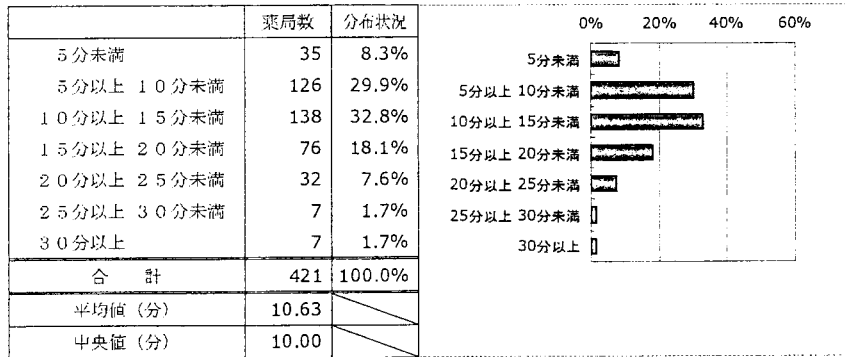 薬局数 分布状況
5分未満 35 8.3%
5分以上 10分未満 126 29.9%
10分以上 15分未満 138 32.8%
15分以上 20分未満 76 18.1%
20分以上 25分未満 32 7.6%
25分以上 30分未満 7 1.7%
30分以上 7 1.7%
合 計 421 100.0%
平均値(分) 10.63
中央値(分) 10.00
0% 20% 40% 60%
5分未満
5分以上 10分未満
10分以上 15分未満
15分以上 20分未満
20分以上 25分未満
25分以上 30分未満
30分以上